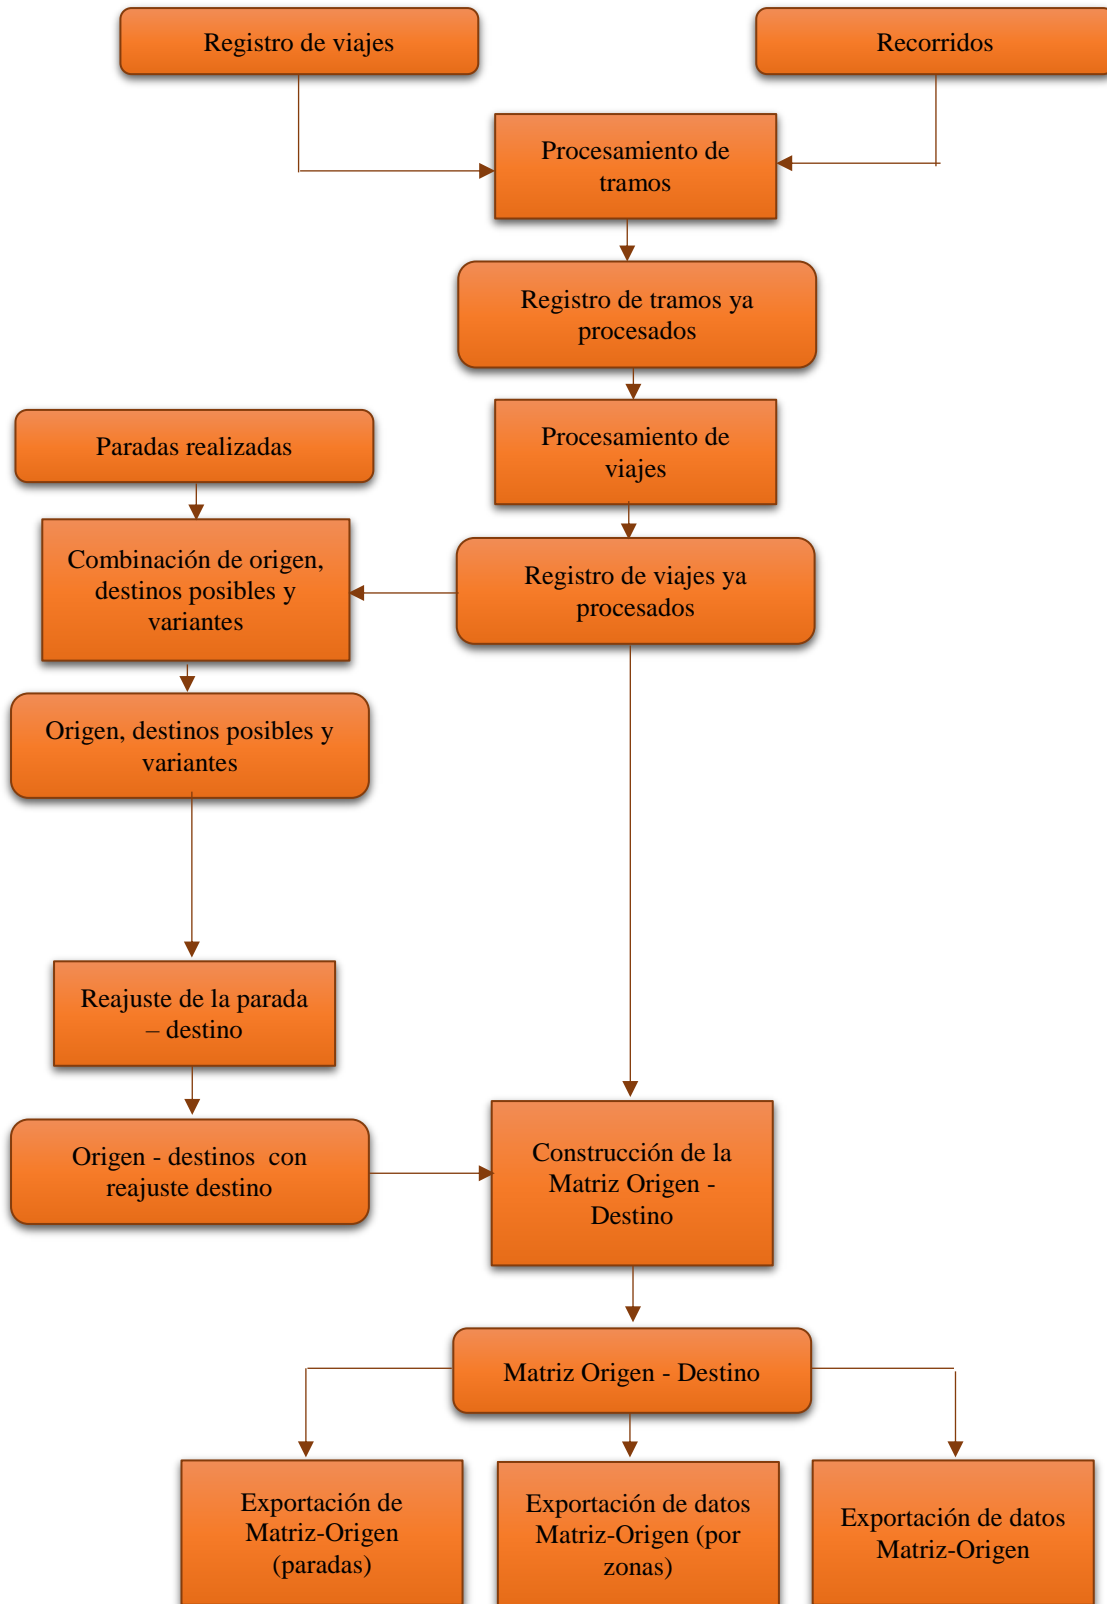 Registro de viajes
Recorridos
Procesamiento de
tramos
Registro de tramos ya
procesados
Paradas realizadas
Procesamiento de
viajes
Combinación de origen,
destinos posibles y
variantes
Registro de viajes ya
procesados
Origen, destinos posibles y
variantes
Reajuste de la parada
– destino
Origen - destinos  con
reajuste destino
Construcción de la
Matriz Origen -
Destino
Matriz Origen - Destino
Exportación de
Matriz-Origen
(paradas)
Exportación de datos
Matriz-Origen (por
zonas)
Exportación de datos
Matriz-Origen